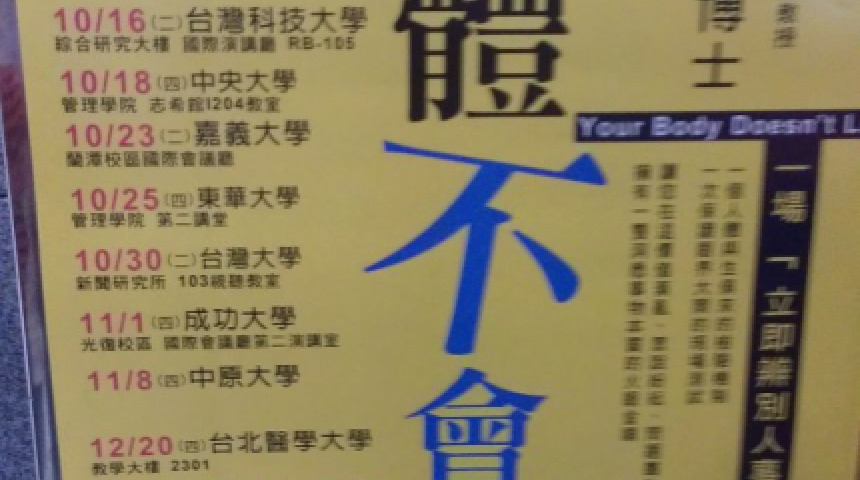 10/16(二)台灣科技大學
綜合研究大樓 國際演講廳 RB-105
10/18(四)中央大學
管理學院 志希館I204教室
10/23(二)嘉義大學
蘭潭校區國際會議廳
10/25(四)東華大學
管理學院 第二講堂
10/30(二)台灣大學
新聞研究所 103視聽教室
11/1(四)成功大學
光復校區 國際會議廳第二演講室
11/8(四)中原大學
12/20(四)台北醫學大學
教學大樓 2301
體不會
博士
教授
Your Body Doesn't L
一場「立即辨別人